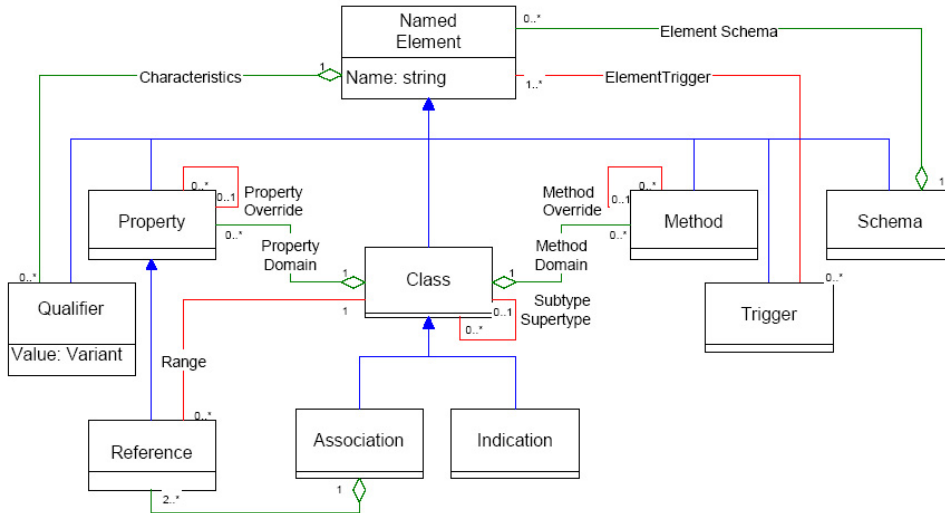 Named
Element
Name: string
0..*
Element Schema
1
Characteristics
1..*
ElementTrigger
0..*
0..1
Property
Override
Property
0..*
Property
Domain
1
Method
Override
0..*
0..1
Method
0..*
Method
Domain
1
Schema
1
Class
1
0..1
0..*
Subtype
Supertype
0..*
Qualifier
Value: Variant
0..*
Trigger
Range
0..*
Reference
2..*
Association
1
Indication